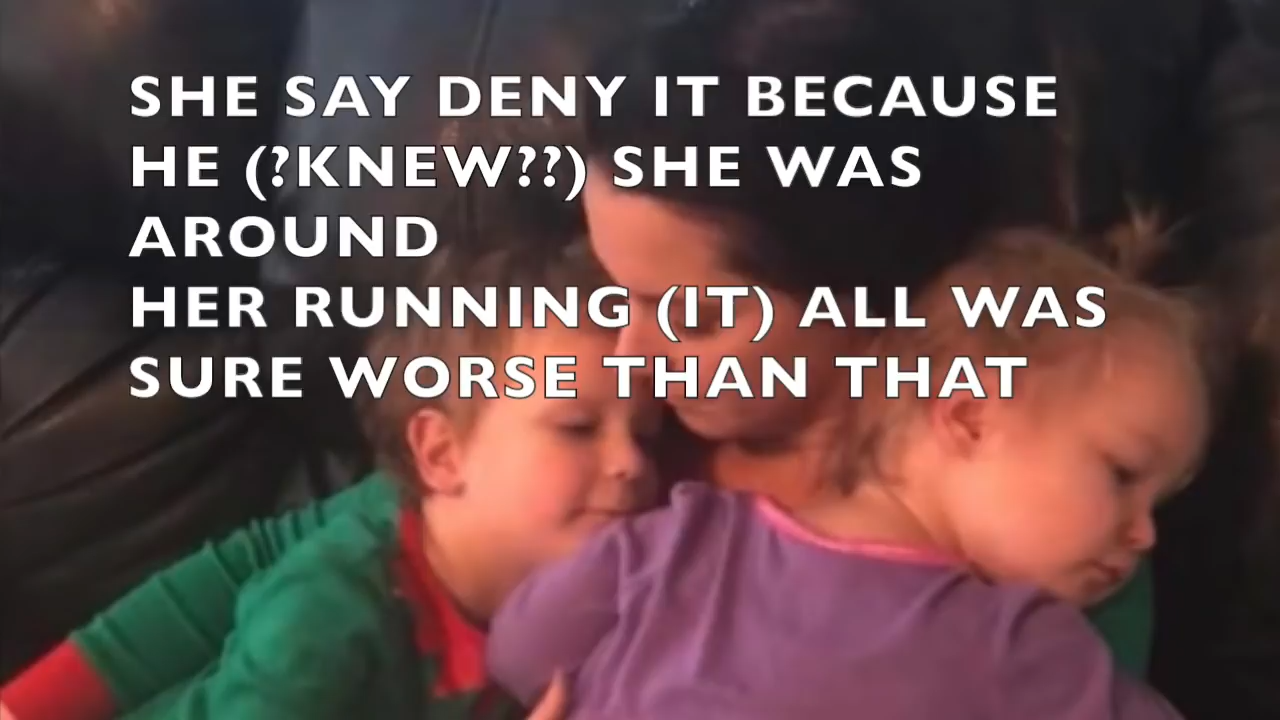 SHE SAY DENY IT BECAUSE
HE (?KNEW??) SHE WAS
AROUND
HER RUNNING (IT) ALL WAS
SURE WORSE THAN THAT